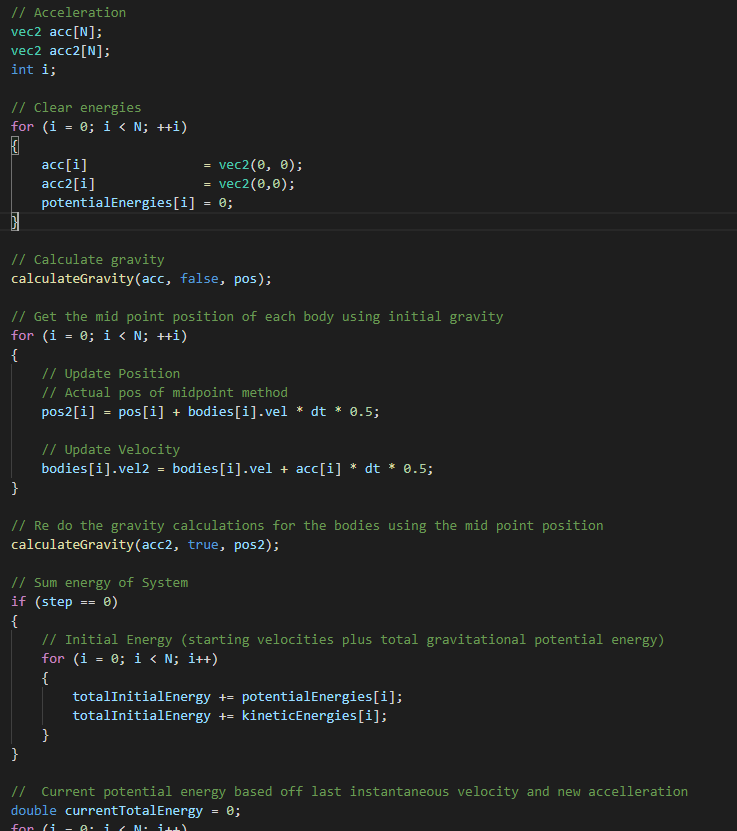 // Acceleration
vec2 acc[N];
vec2 acc2[N];
int i;
// Clear energies
for (i = 0; i < N; ++i)
{
acc[i] = vec2(0, 0);
acc2[i] = vec2(0,0);
potentialEnergies[i] = 0;
}
// Calculate gravity
calculateGravity(acc, false, pos);
// Get the mid point position of each body using initial gravity
for (i = 0; i < N; ++i)
{
// Update Position
// Actual pos of midpoint method
pos2[i] = pos[i] + bodies[i].vel * dt * 0.5;
// Update Velocity
bodies[i].vel2 = bodies[i].vel + acc[i] * dt * 0.5;
}
// Re do the gravity calculations for the bodies using the mid point position
calculateGravity(acc2, true, pos2);
// Sum energy of System
if (step == 0)
{
// Initial Energy (starting velocities plus total gravitational potential energy)
for (i = 0; i < N; i++)
{
totalInitialEnergy += potentialEnergies[i];
totalInitialEnergy += kineticEnergies[i];
}
}
//  Current potential energy based off last instantaneous velocity and new accelleration
double currentTotalEnergy = 0;
for (i = 0; i < N; i++)